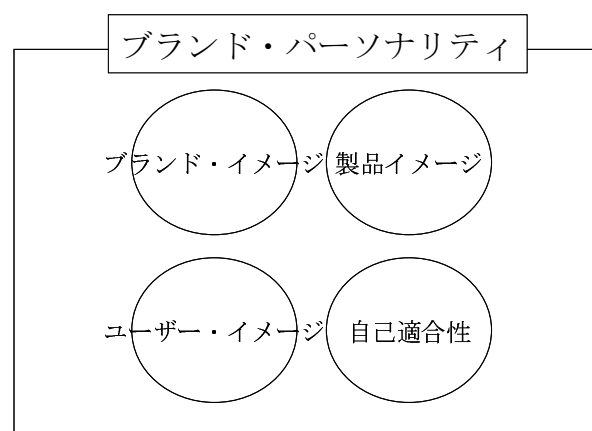 ブランド・パーソナリティ
ブランド・イメージ
製品イメージ
ユーザー・イメージ
自己適合性